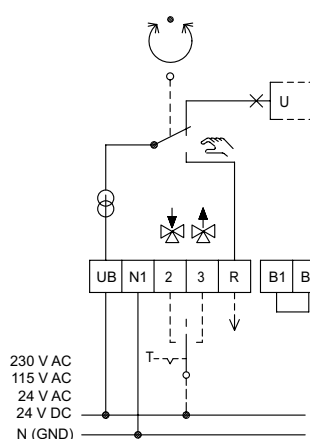 U
UB N1 2 3 R B1 B
T
230 V AC
115 V AC
24 V AC
24 V DC
N (GND)